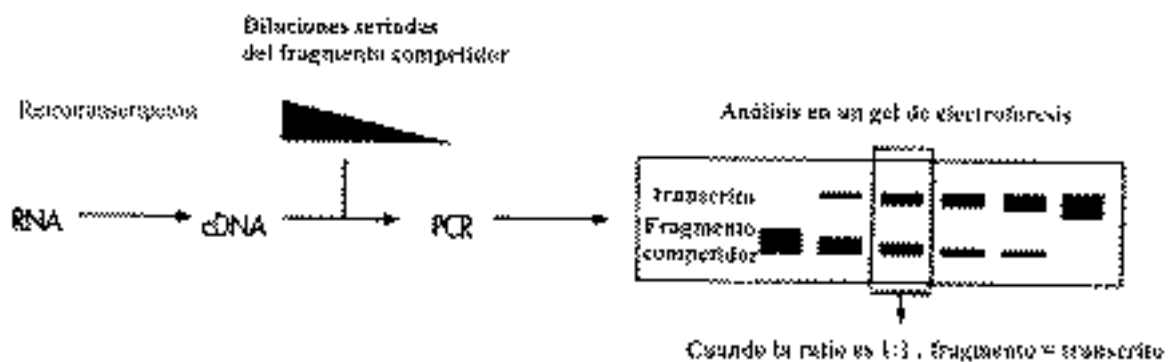 Diluciones seriadas
del fragmento competidor
Retrotranscripción
Análisis en un gel de electroforesis
RNA
cDNA
PCR
transcrito
Fragmento
competidor
Cuando la ratio es 1:1, fragmento = transcrito